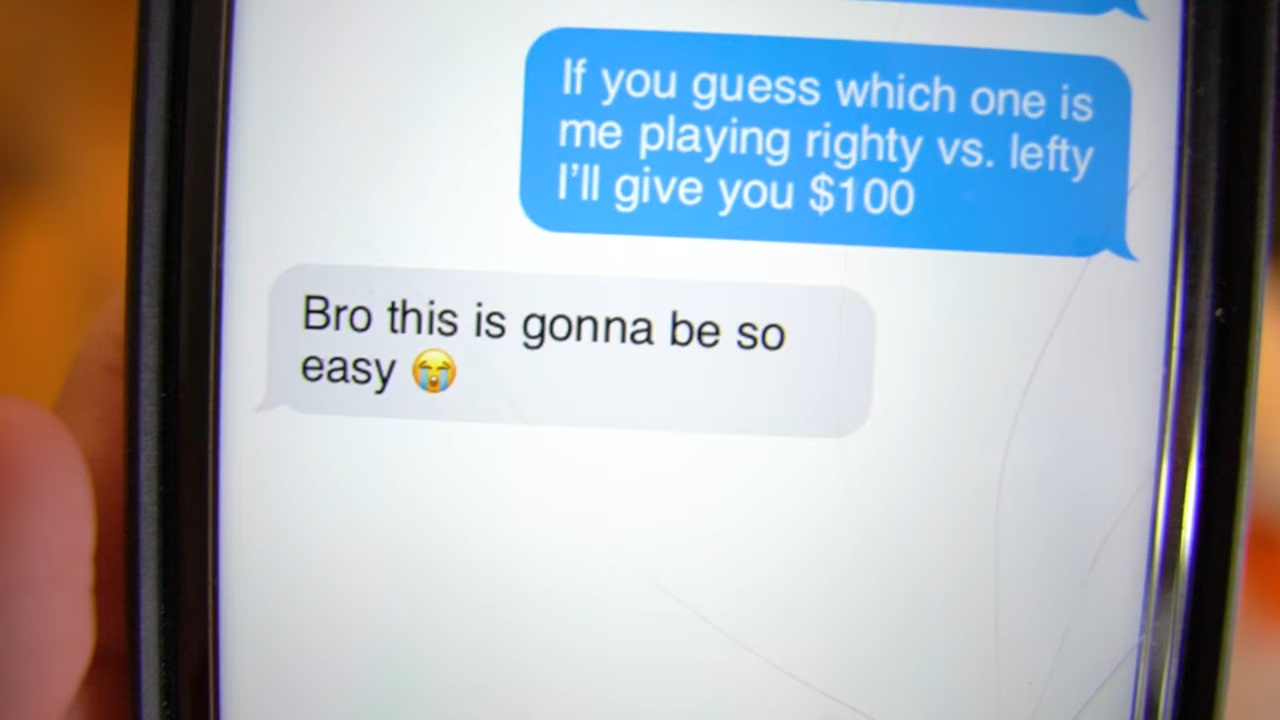 If you guess which one is
me playing righty vs. lefty
I’ll give you $100
Bro this is gonna be so
easy 😭